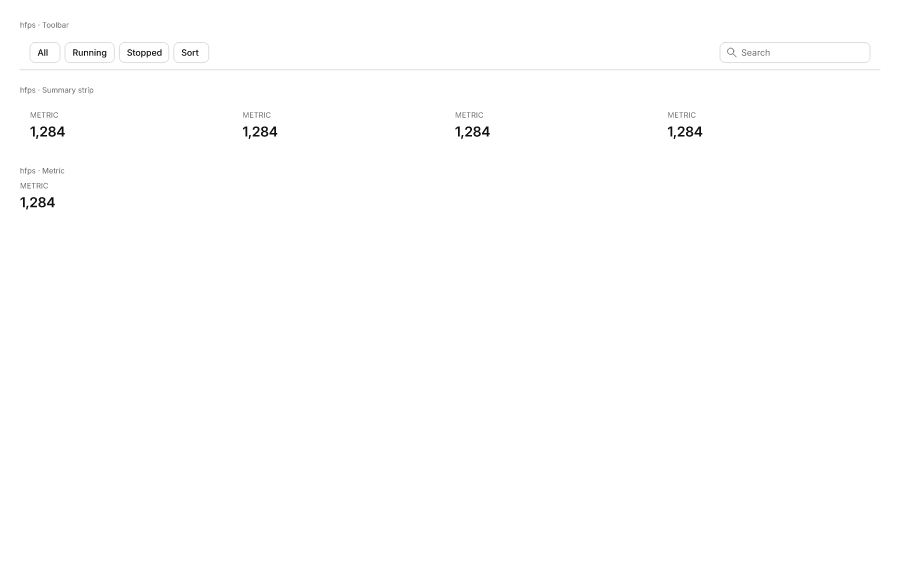 hfps · Toolbar
All Running Stopped Sort Search
hfps · Summary strip
METRIC METRIC METRIC METRIC
1,284 1,284 1,284 1,284
hfps · Metric
METRIC
1,284